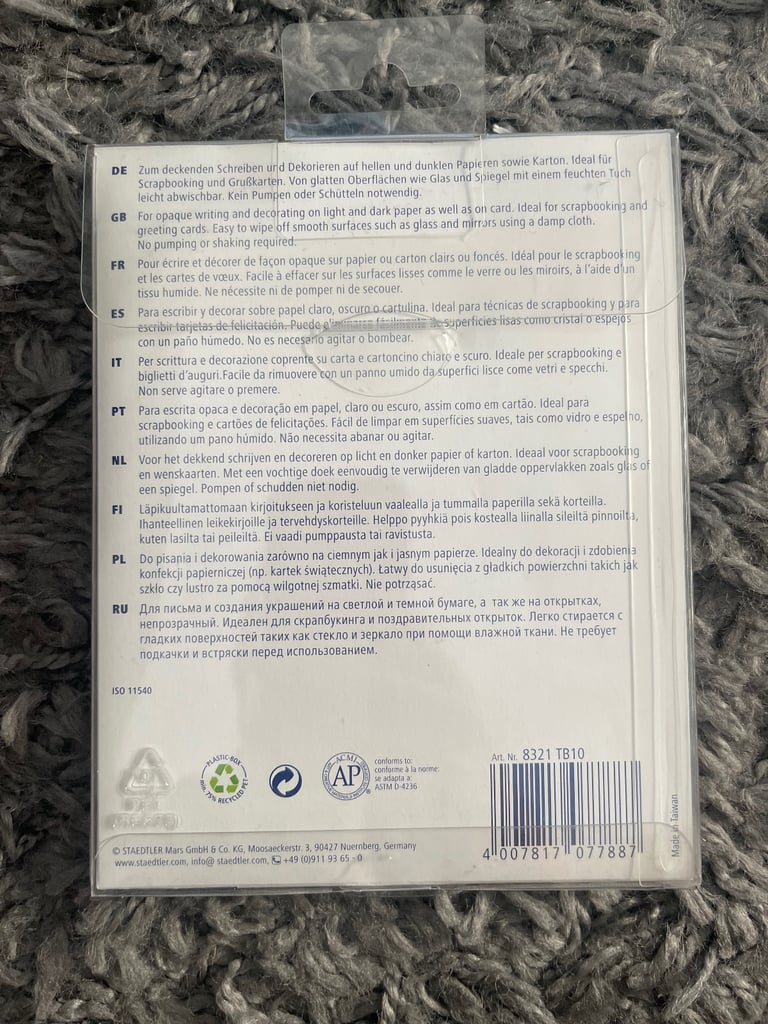 DE Zum deckenden Schreiben und Dekorieren auf hellen und dunklen Papieren sowie Karton. Ideal für
Scrapbooking und Grußkarten. Von glatten Oberflächen wie Glas und Spiegel mit einem feuchten Tuch
leicht abwischbar. Kein Pumpen oder Schütteln notwendig.
GB For opaque writing and decorating on light and dark paper as well as on card. Ideal for scrapbooking and
greeting cards. Easy to wipe off smooth surfaces such as glass and mirrors using a damp cloth.
No pumping or shaking required.
FR Pour écrire et décorer de façon opaque sur papier ou carton clairs ou foncés. Idéal pour le scrapbooking
et les cartes de vœux. Facile à effacer sur les surfaces lisses comme le verre ou les miroirs, à l'aide d'un
tissu humide. Ne nécessite ni de pomper ni de secouer.
ES Para escribir y decorar sobre papel claro, oscuro o cartulina. Ideal para técnicas de scrapbooking y para
escribir tarjetas de felicitación. Puede eliminarse fácilmente de superficies lisas como cristal o espejos
con un paño húmedo. No es necesario agitar o bombear.
IT Per scrittura e decorazione coprente su carta e cartoncino chiaro e scuro. Ideale per scrapbooking e
biglietti d'auguri.Facile da rimuovere con un panno umido da superfici lisce come vetri e specchi.
Non serve agitare o premere.
PT Para escrita opaca e decoração em papel, claro ou escuro, assim como em cartão. Ideal para
scrapbooking e cartões de felicitações. Fácil de limpar em superfícies suaves, tais como vidro e espelho,
utilizando um pano húmido. Não necessita abanar ou agitar.
NL Voor het dekkend schrijven en decoreren op licht en donker papier of karton. Ideaal voor scrapbooking
en wenskaarten. Met een vochtige doek eenvoudig te verwijderen van gladde oppervlakken zoals glas of
een spiegel. Pompen of schudden niet nodig.
FI Läpikuultamattomaan kirjoitukseen ja koristeluun vaalealla ja tummalla paperilla sekä korteilla.
Ihanteellinen leikekirjoille ja tervehdyskorteille. Helppo pyyhkiä pois kostealla liinalla sileiltä pinnoilta,
kuten lasilta tai peileiltä. Ei vaadi pumppausta tai ravistusta.
PL Do pisania i dekorowania zarówno na ciemnym jak i jasnym papierze. Idealny do dekoracji i zdobienia
konfekcji papierniczej (np. kartek świątecznych). Łatwy do usunięcia z gładkich powierzchni takich jak
szkło czy lustro za pomocą wilgotnej szmatki. Nie potrząsać.
RU Для письма и создания украшений на светлой и темной бумаге, а так же на открытках,
непрозрачный. Идеален для скрапбукинга и поздравительных открыток. Легко стирается с
гладких поверхностей таких как стекло и зеркало при помощи влажной ткани. Не требует
подкачки и встряски перед использованием.
ISO 11540
PLASTIC-BOX
min. 75% RECYCLED PET
ACMI
AP
conforms to:
conforme à la norme:
se adapta a:
ASTM D-4236
Art. Nr. 8321 TB10
4 007817 077887
Made in Taiwan
© STAEDTLER Mars GmbH & Co. KG, Moosaeckerstr. 3, 90427 Nuernberg, Germany
www.staedtler.com, info@ staedtler.com, +49 (0)911 93 65 - 0